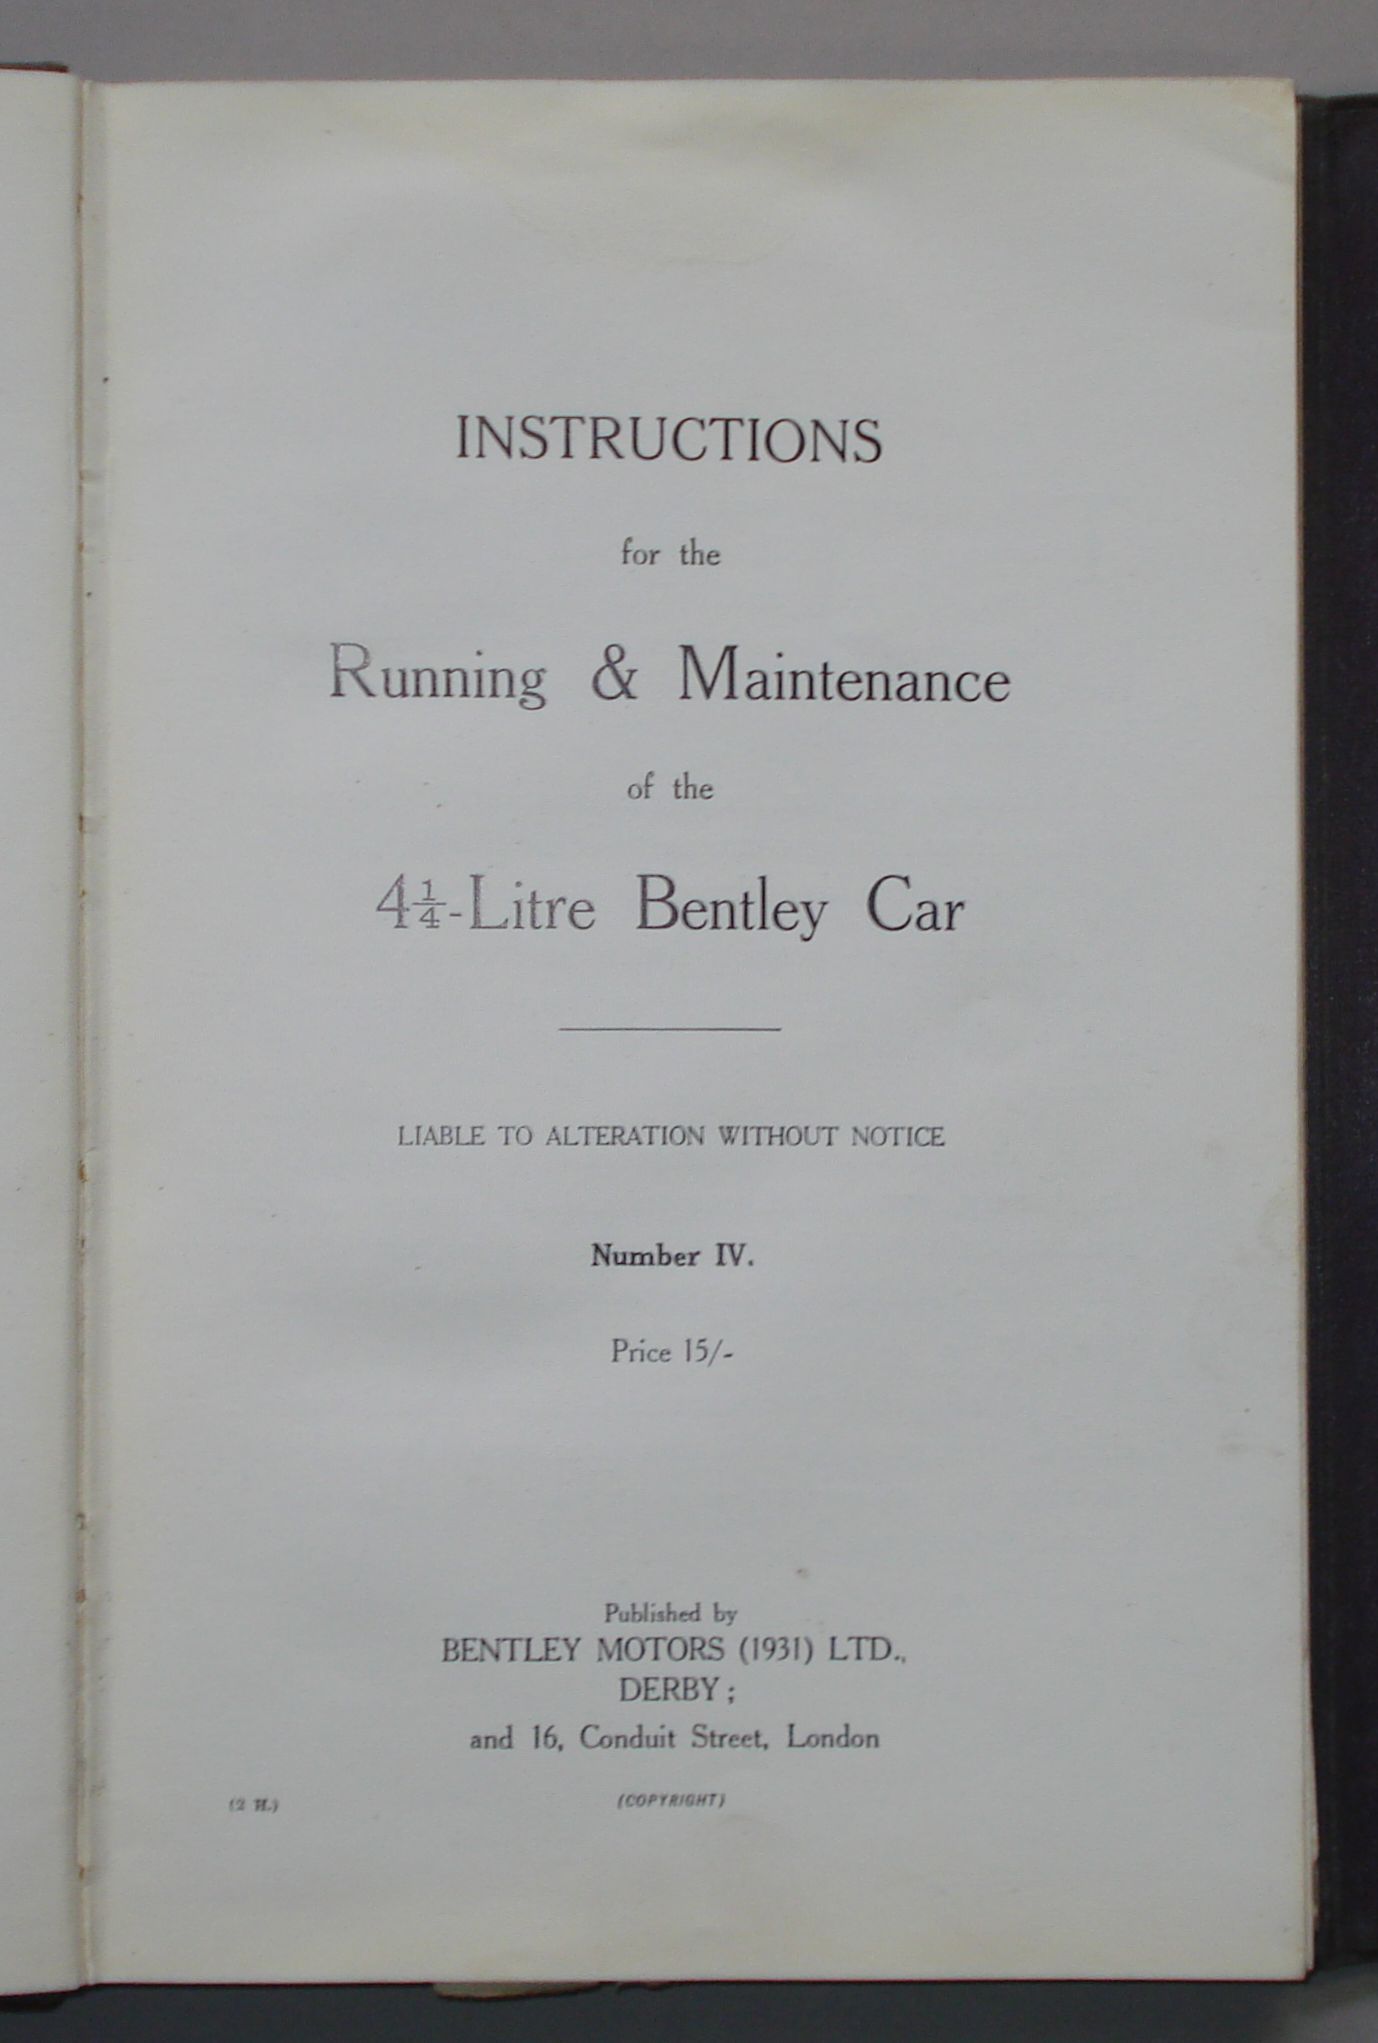 INSTRUCTIONS
for the
Running & Maintenance
of the
4¼-Litre Bentley Car
LIABLE TO ALTERATION WITHOUT NOTICE
Number IV.
Price 15/-
Published by
BENTLEY MOTORS (1931) LTD.,
DERBY;
and 16, Conduit Street, London
(2 H.)
(COPYRIGHT)